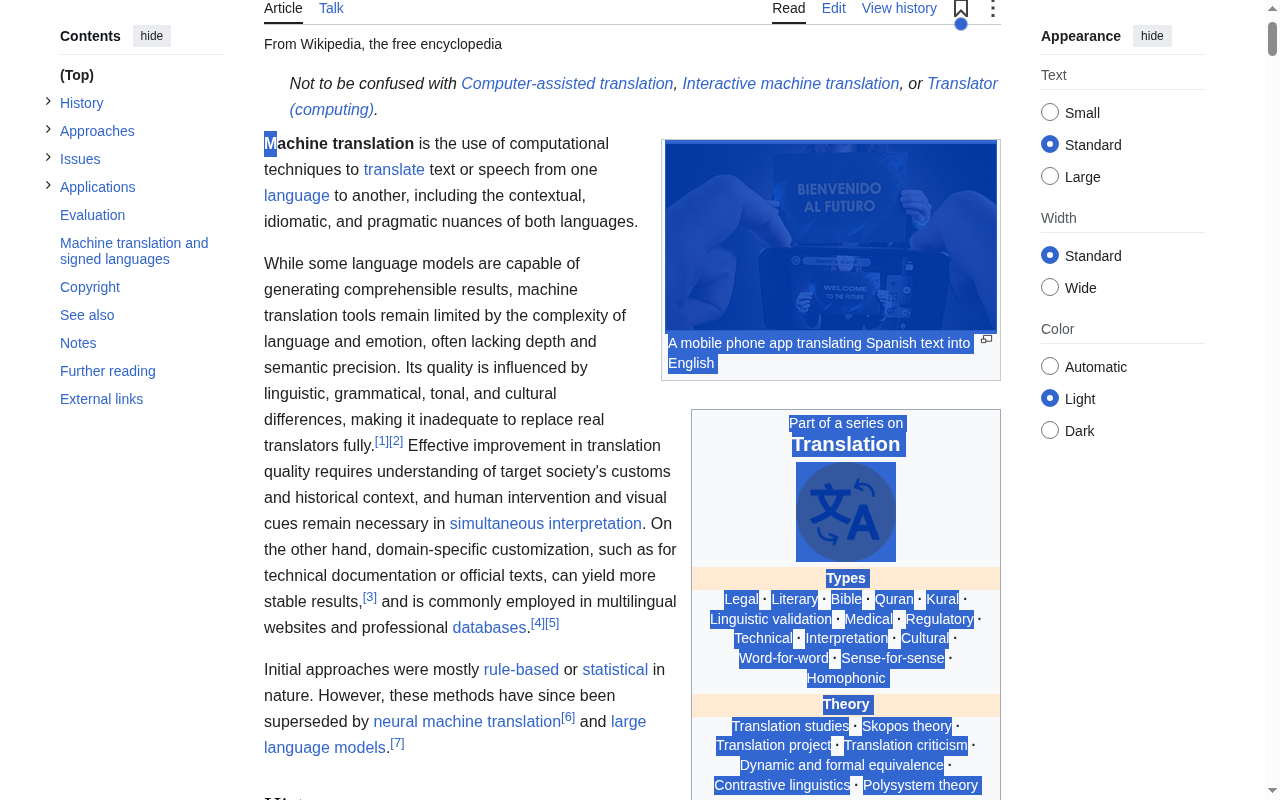 Article
Talk
Read
Edit
View history
From Wikipedia, the free encyclopedia
Contents
hide
(Top)
History
Approaches
Issues
Applications
Evaluation
Machine translation and
signed languages
Copyright
See also
Notes
Further reading
External links
Not to be confused with Computer-assisted translation, Interactive machine translation, or Translator
(computing).
Machine translation is the use of computational
techniques to translate text or speech from one
language to another, including the contextual,
idiomatic, and pragmatic nuances of both languages.
While some language models are capable of
generating comprehensible results, machine
translation tools remain limited by the complexity of
language and emotion, often lacking depth and
semantic precision. Its quality is influenced by
linguistic, grammatical, tonal, and cultural
differences, making it inadequate to replace real
translators fully.[1][2] Effective improvement in translation
quality requires understanding of target society's customs
and historical context, and human intervention and visual
cues remain necessary in simultaneous interpretation. On
the other hand, domain-specific customization, such as for
technical documentation or official texts, can yield more
stable results,[3] and is commonly employed in multilingual
websites and professional databases.[4][5]
Initial approaches were mostly rule-based or statistical in
nature. However, these methods have since been
superseded by neural machine translation[6] and large
language models.[7]
BIENVENIDO
AL FUTURO
WELCOME
TO THE FUTURE
A mobile phone app translating Spanish text into
English
Part of a series on
Translation
文A
Types
Legal · Literary · Bible · Quran · Kural ·
Linguistic validation · Medical · Regulatory ·
Technical · Interpretation · Cultural ·
Word-for-word · Sense-for-sense ·
Homophonic
Theory
Translation studies · Skopos theory ·
Translation project · Translation criticism ·
Dynamic and formal equivalence ·
Contrastive linguistics · Polysystem theory
Appearance
hide
Text
Small
Standard
Large
Width
Standard
Wide
Color
Automatic
Light
Dark